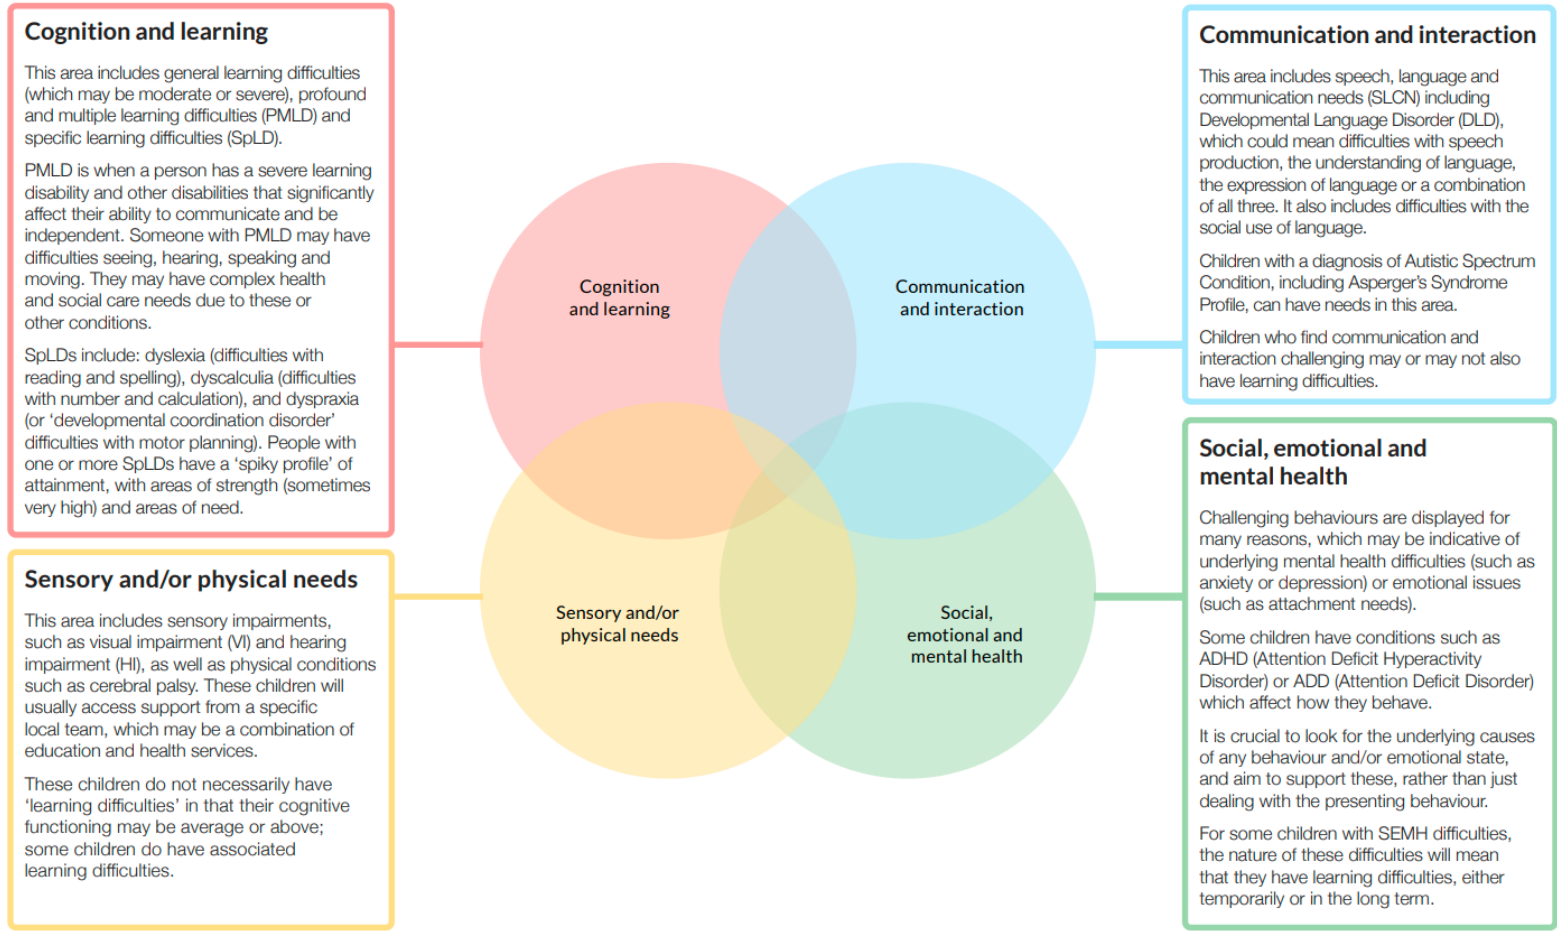 Cognition and learning
This area includes general learning difficulties
(which may be moderate or severe), profound
and multiple learning difficulties (PMLD) and
specific learning difficulties (SpLD).
PMLD is when a person has a severe learning
disability and other disabilities that significantly
affect their ability to communicate and be
independent. Someone with PMLD may have
difficulties seeing, hearing, speaking and
moving. They may have complex health
and social care needs due to these or
other conditions.
SpLDs include: dyslexia (difficulties with
reading and spelling), dyscalculia (difficulties
with number and calculation), and dyspraxia
(or ‘developmental coordination disorder’
difficulties with motor planning). People with
one or more SpLDs have a ‘spiky profile’ of
attainment, with areas of strength (sometimes
very high) and areas of need.
Sensory and/or physical needs
This area includes sensory impairments,
such as visual impairment (VI) and hearing
impairment (HI), as well as physical conditions
such as cerebral palsy. These children will
usually access support from a specific
local team, which may be a combination of
education and health services.
These children do not necessarily have
‘learning difficulties’ in that their cognitive
functioning may be average or above;
some children do have associated
learning difficulties.
Cognition
and learning
Communication
and interaction
Sensory and/or
physical needs
Social,
emotional and
mental health
Communication and interaction
This area includes speech, language and
communication needs (SLCN) including
Developmental Language Disorder (DLD),
which could mean difficulties with speech
production, the understanding of language,
the expression of language or a combination
of all three. It also includes difficulties with the
social use of language.
Children with a diagnosis of Autistic Spectrum
Condition, including Asperger’s Syndrome
Profile, can have needs in this area.
Children who find communication and
interaction challenging may or may not also
have learning difficulties.
Social, emotional and
mental health
Challenging behaviours are displayed for
many reasons, which may be indicative of
underlying mental health difficulties (such as
anxiety or depression) or emotional issues
(such as attachment needs).
Some children have conditions such as
ADHD (Attention Deficit Hyperactivity
Disorder) or ADD (Attention Deficit Disorder)
which affect how they behave.
It is crucial to look for the underlying causes
of any behaviour and/or emotional state,
and aim to support these, rather than just
dealing with the presenting behaviour.
For some children with SEMH difficulties,
the nature of these difficulties will mean
that they have learning difficulties, either
temporarily or in the long term.